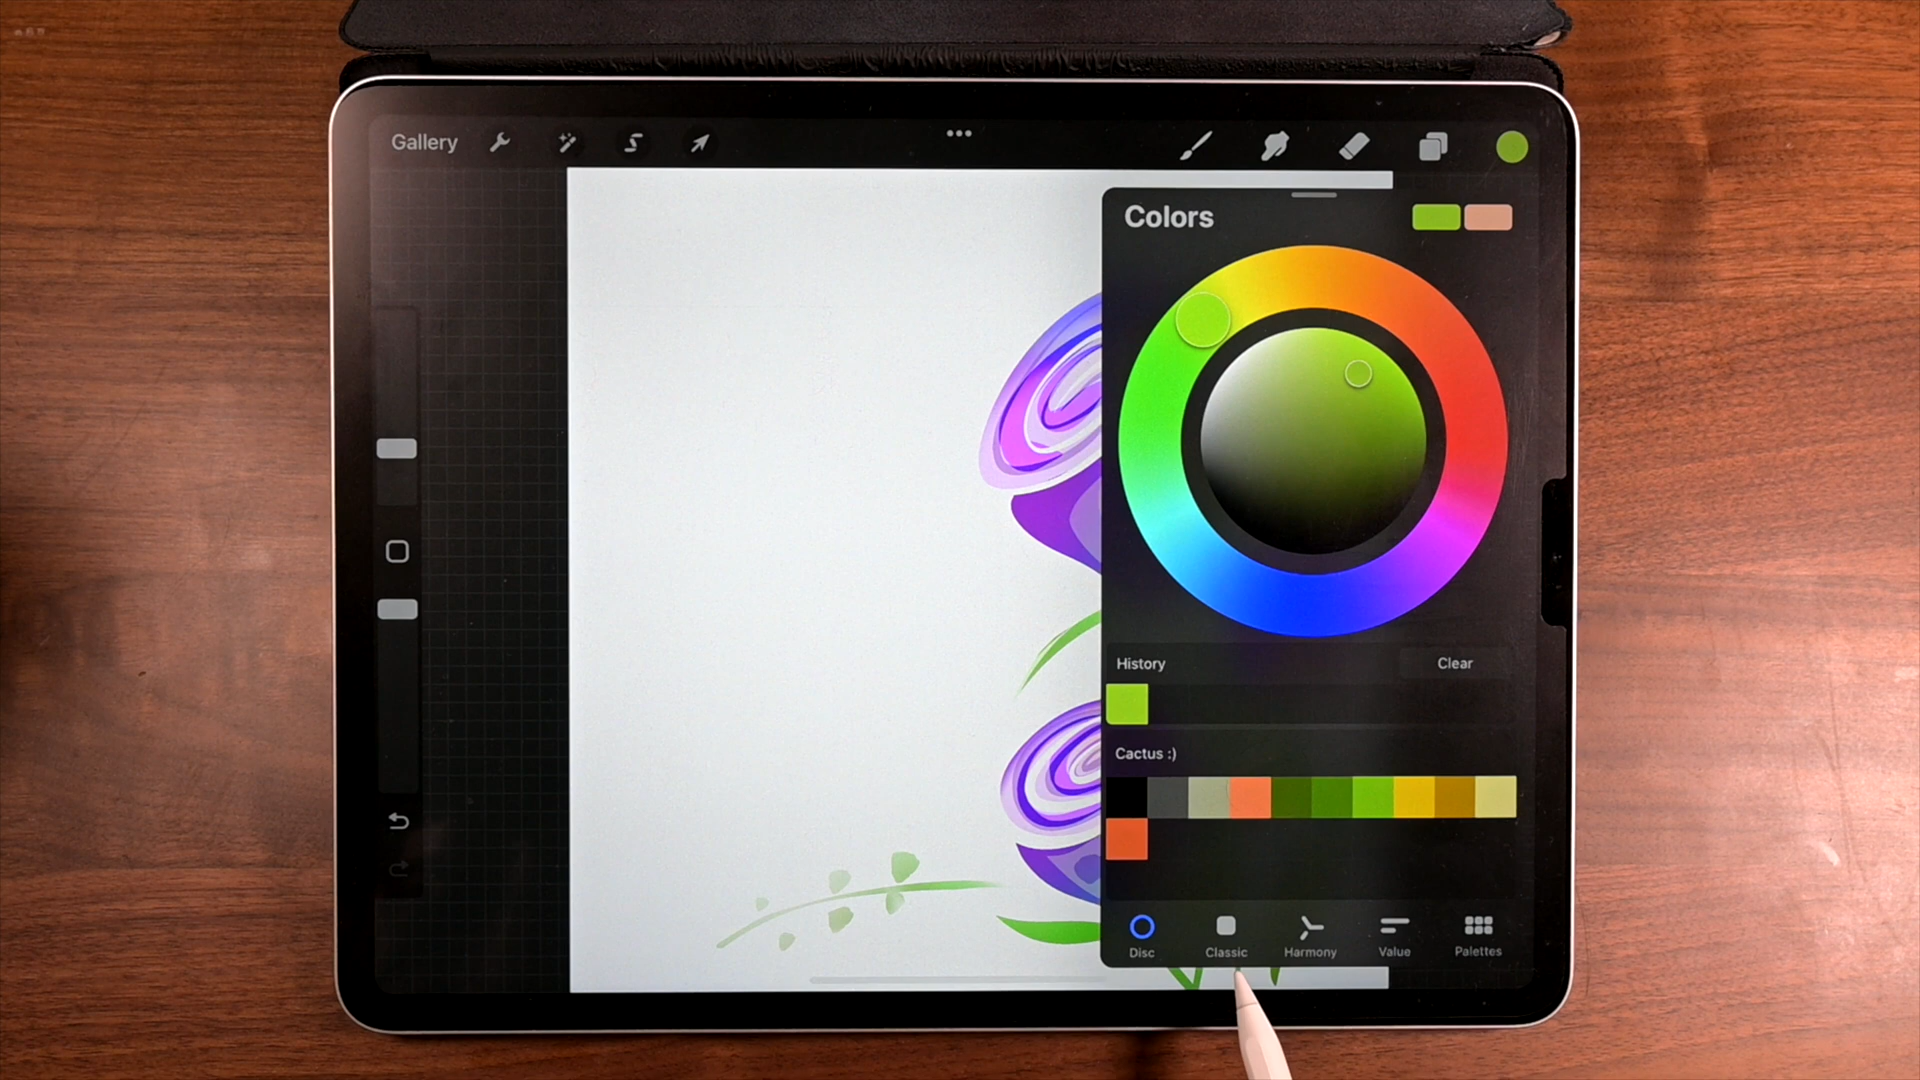 Gallery
Colors
History
Clear
Cactus :)
Disc
Classic
Harmony
Value
Palettes